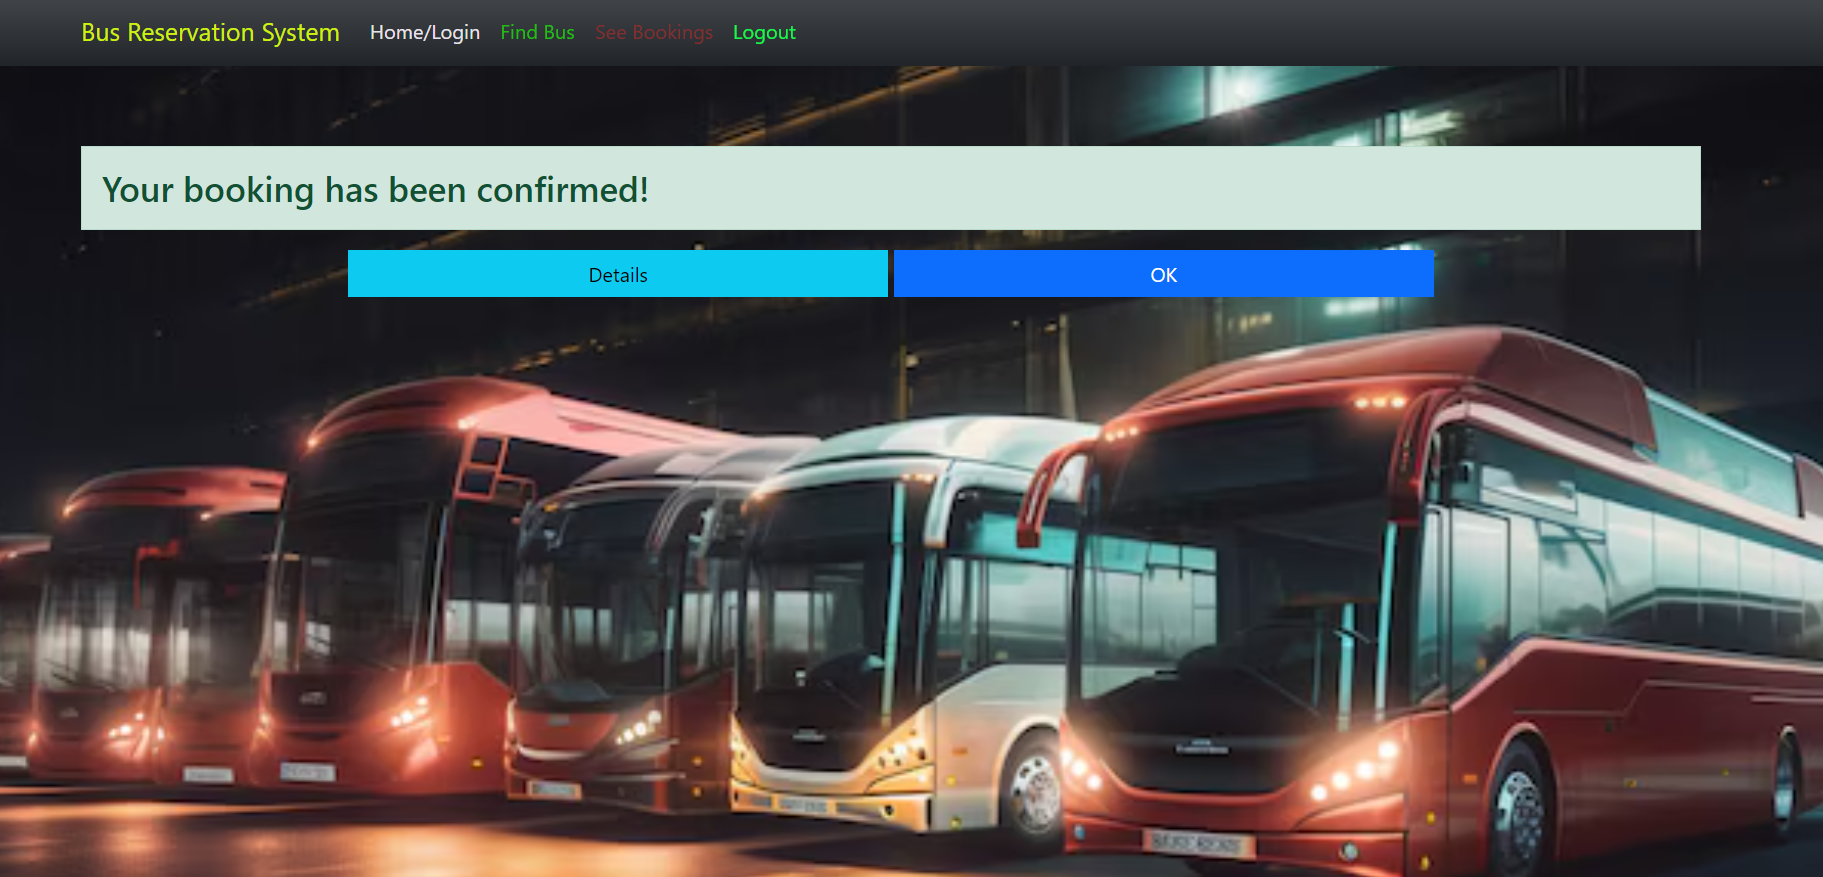 Bus Reservation System Home/Login Find Bus See Bookings Logout
Your booking has been confirmed!
Details OK